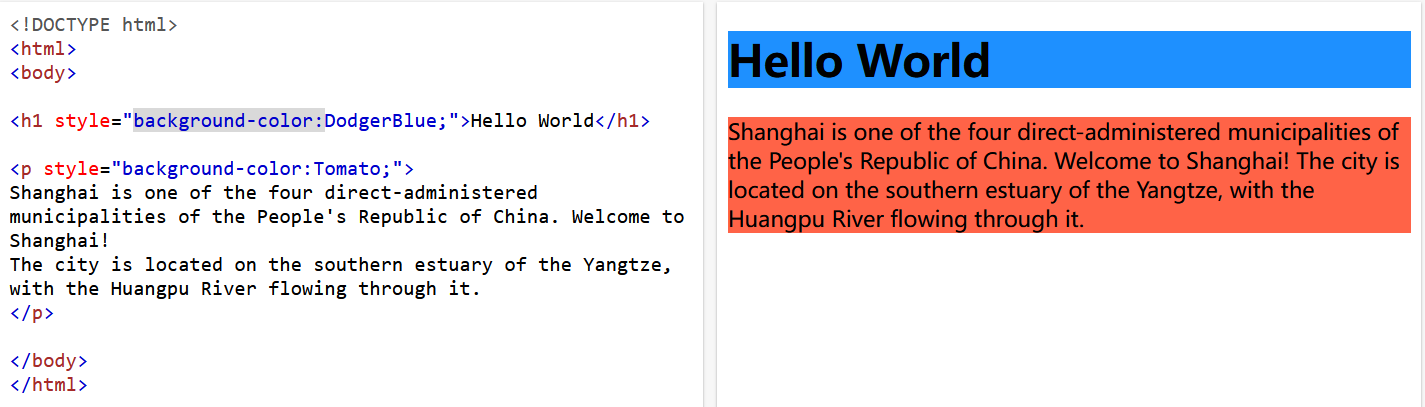 <!DOCTYPE html>
<html>
<body>
<h1 style="background-color:DodgerBlue;">Hello World</h1>
<p style="background-color:Tomato;">
Shanghai is one of the four direct-administered
municipalities of the People's Republic of China. Welcome to
Shanghai!
The city is located on the southern estuary of the Yangtze,
with the Huangpu River flowing through it.
</p>
</body>
</html>
Hello World
Shanghai is one of the four direct-administered municipalities of
the People's Republic of China. Welcome to Shanghai! The city is
located on the southern estuary of the Yangtze, with the
Huangpu River flowing through it.